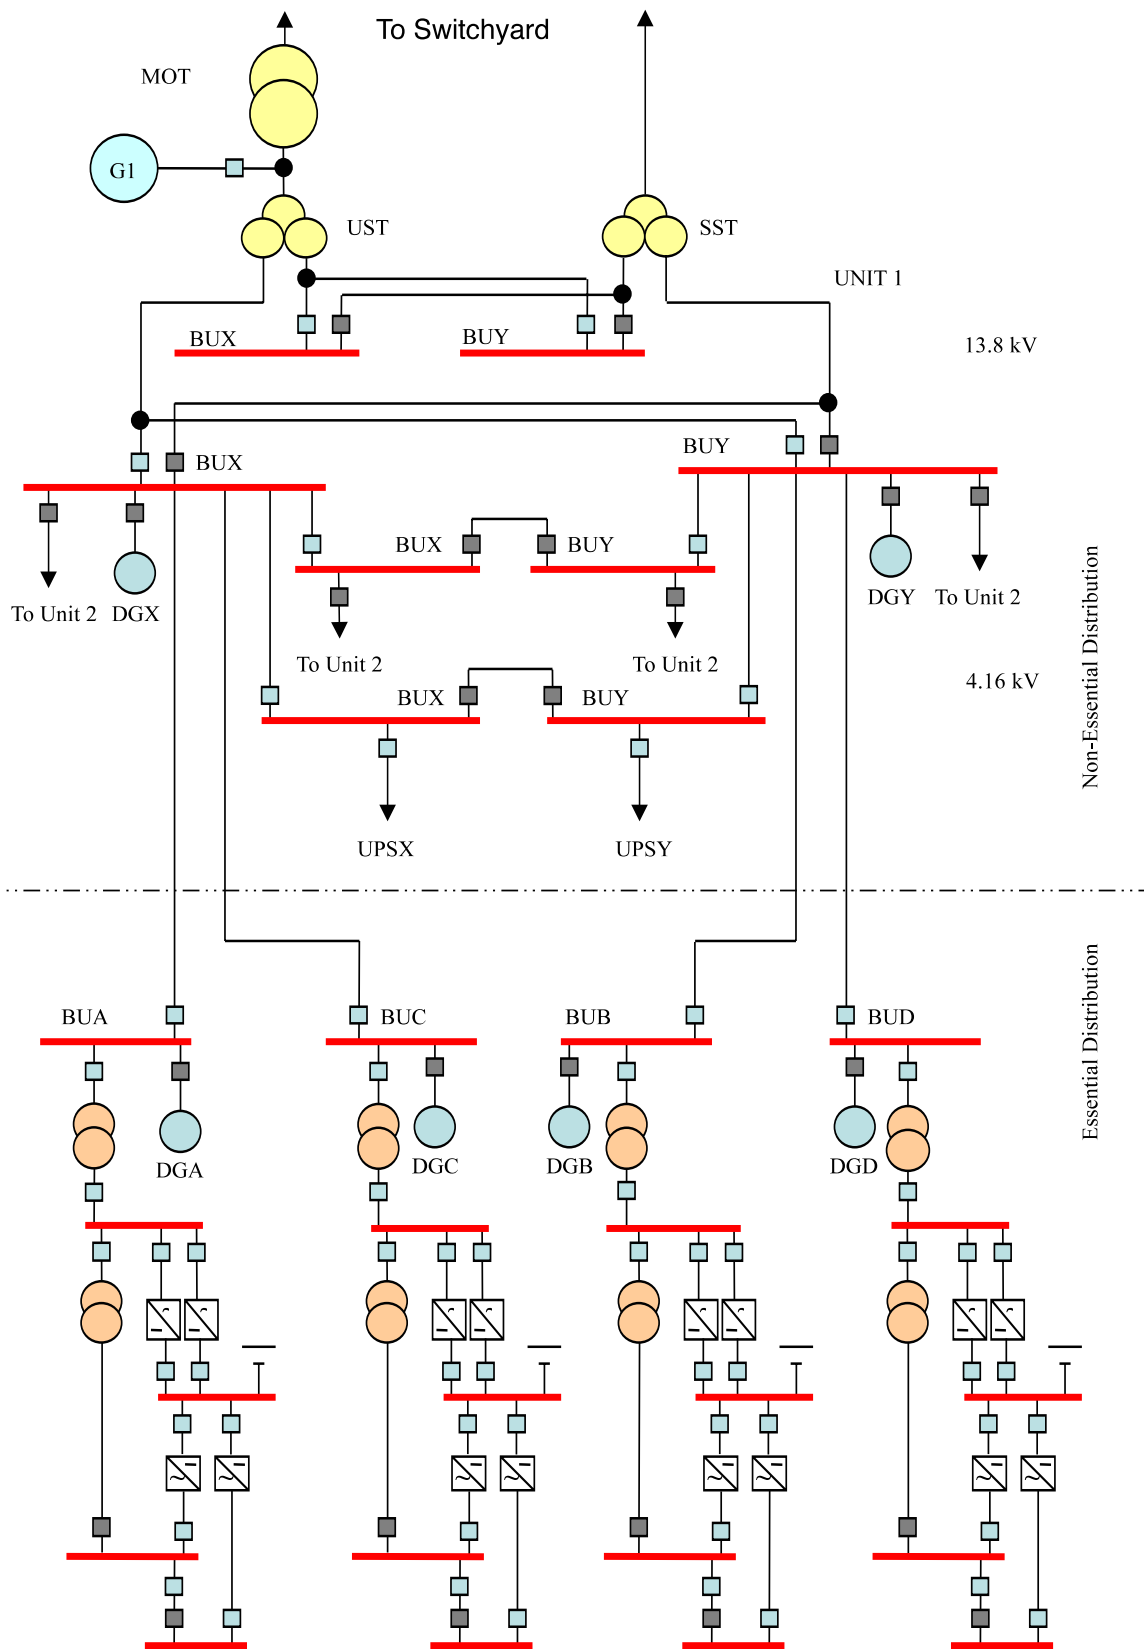 To Switchyard
MOT
G1
UST
SST
UNIT 1
BUX
BUY
13.8 kV
BUX
BUY
BUX
BUY
To Unit 2
DGX
DGY
To Unit 2
To Unit 2
To Unit 2
BUX
BUY
4.16 kV
Non-Essential Distribution
UPSX
UPSY
Essential Distribution
BUA
BUC
BUB
BUD
DGA
DGC
DGB
DGD